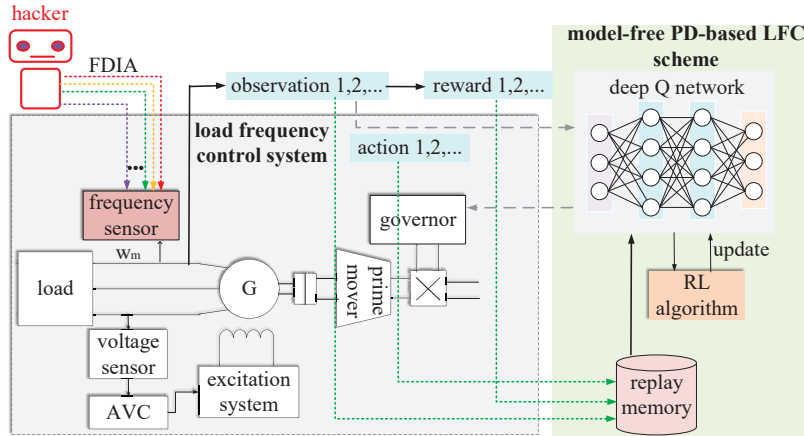 hacker
FDIA
model-free PD-based LFC
scheme
observation 1,2,...
reward 1,2,...
deep Q network
load frequency
control system
action 1,2,...
...
frequency
sensor
governor
wm
load
G
prime
mover
update
RL
algorithm
voltage
sensor
AVC
excitation
system
replay
memory